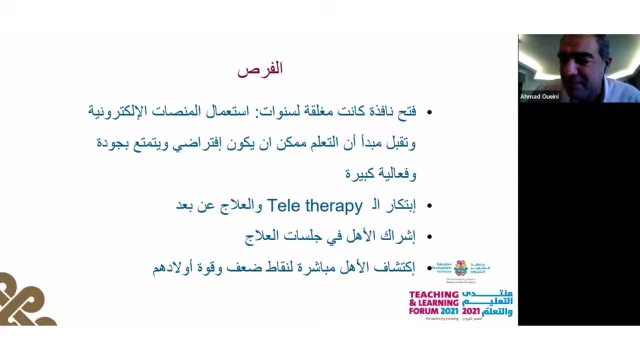 الفرص
• فتح نافذة كانت مغلقة لسنوات: استعمال المنصات الإلكترونية
وتقبل مبدأ أن التعلم ممكن ان يكون إفتراضي ويتمتع بجودة
وفعالية كبيرة
• إبتكار الـ Tele therapy والعلاج عن بعد
• إشراك الأهل في جلسات العلاج
• إكتشاف الأهل مباشرة لنقاط ضعف وقوة أولادهم
Ahmad Oueini
TEACHING
& LEARNING
FORUM 2021
منتدى
التعليم
والتعلم 2021